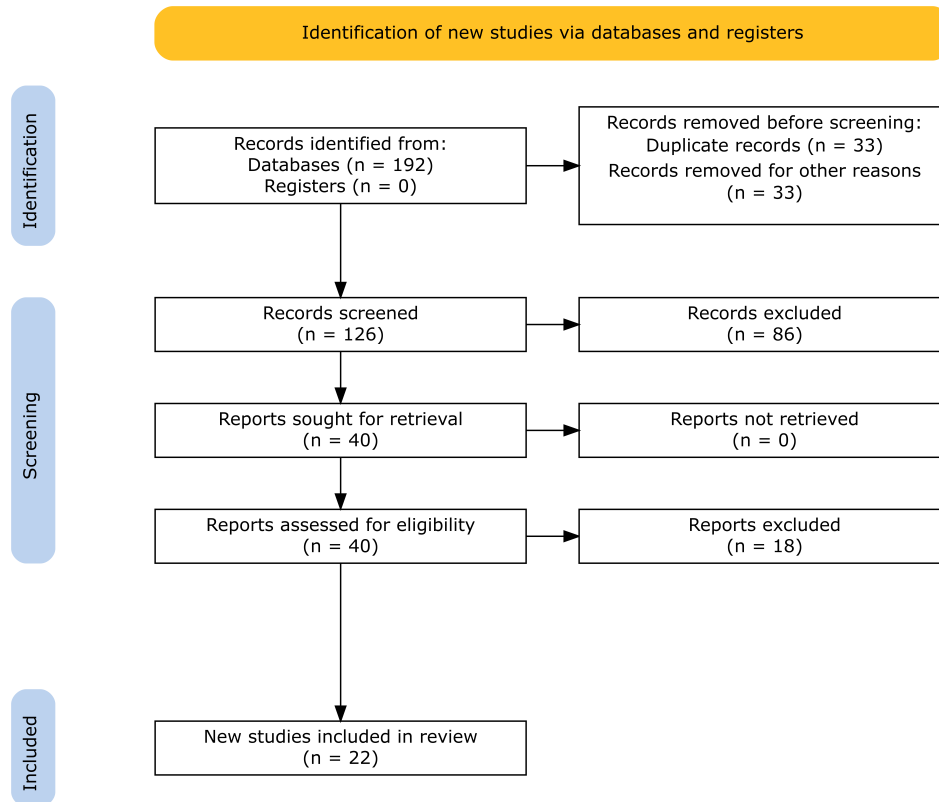 Identification of new studies via databases and registers
Identification
Records identified from:
Databases (n = 192)
Registers (n = 0)
Records removed before screening:
Duplicate records (n = 33)
Records removed for other reasons
(n = 33)
Screening
Records screened
(n = 126)
Records excluded
(n = 86)
Reports sought for retrieval
(n = 40)
Reports not retrieved
(n = 0)
Reports assessed for eligibility
(n = 40)
Reports excluded
(n = 18)
Included
New studies included in review
(n = 22)